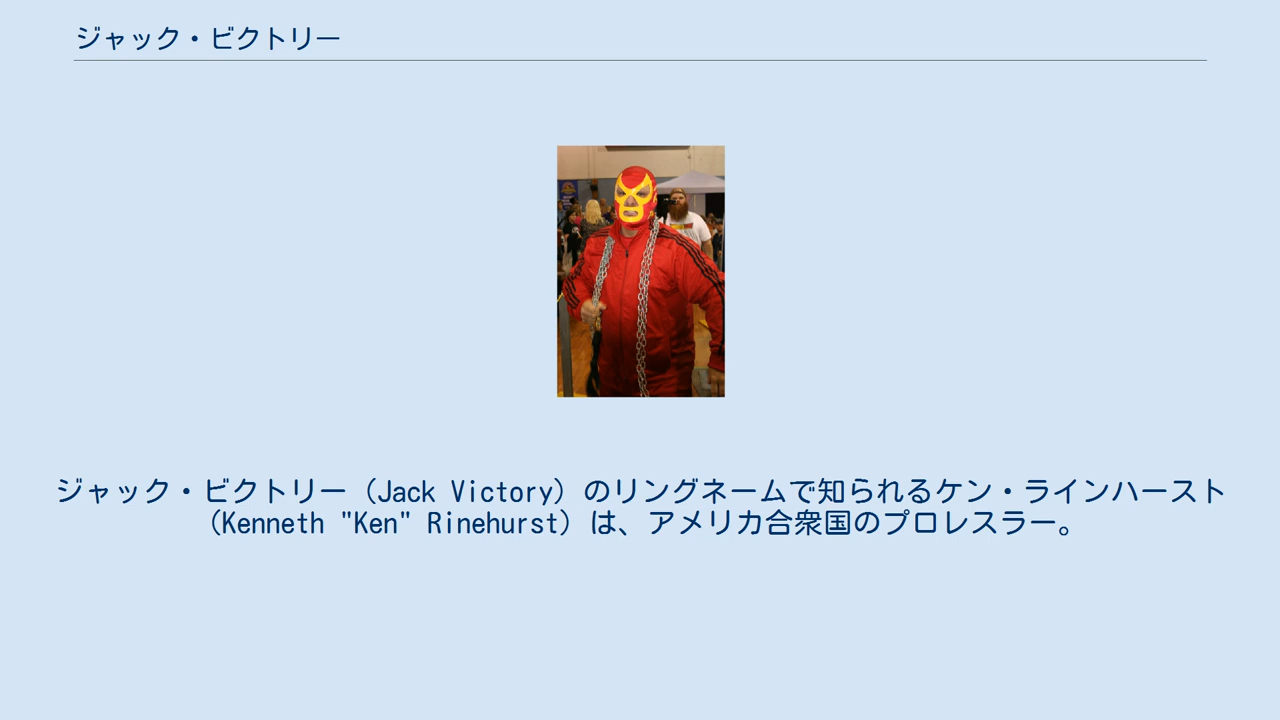 ジャック・ビクトリー
ジャック・ビクトリー（Jack Victory）のリングネームで知られるケン・ラインハースト
（Kenneth "Ken" Rinehurst）は、アメリカ合衆国のプロレスラー。